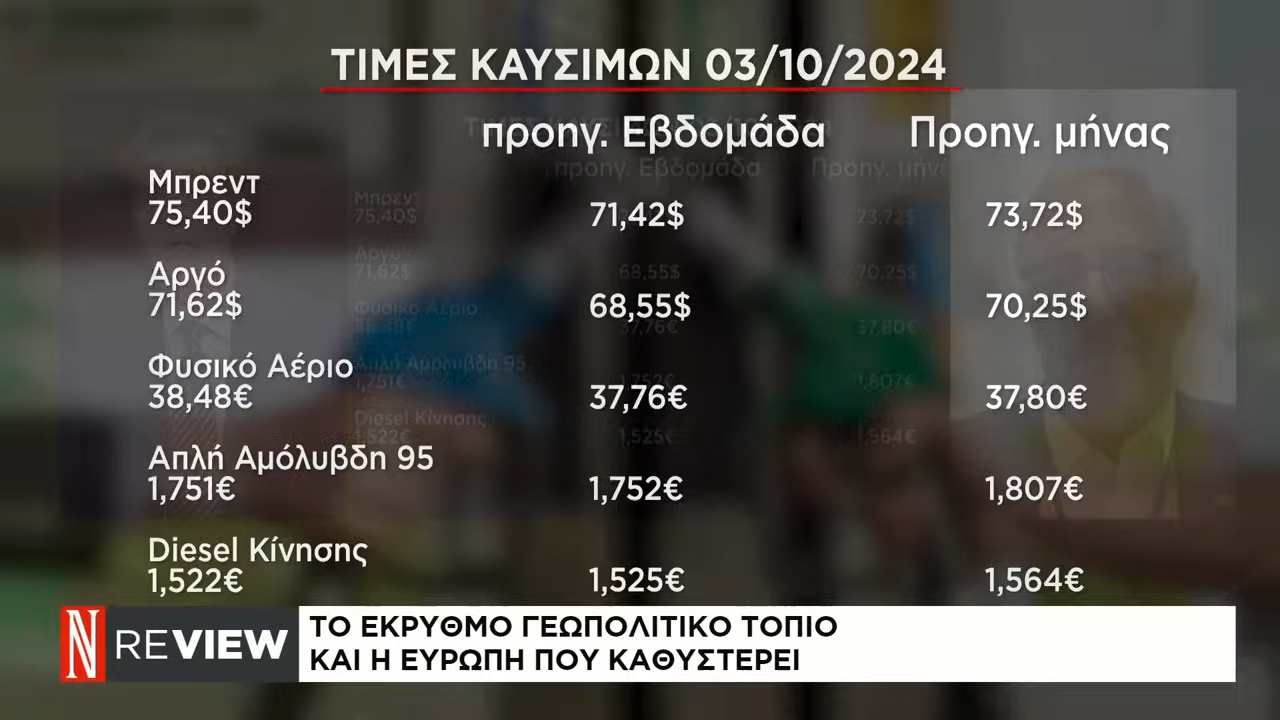 ΤΙΜΕΣ ΚΑΥΣΙΜΩΝ 03/10/2024
προηγ. Εβδομάδα Προηγ. μήνας
Μπρεντ
75,40$ 71,42$ 73,72$
Αργό
71,62$ 68,55$ 70,25$
Φυσικό Αέριο
38,48€ 37,76€ 37,80€
Απλή Αμόλυβδη 95
1,751€ 1,752€ 1,807€
Diesel Κίνησης
1,522€ 1,525€ 1,564€
N REVIEW
ΤΟ ΕΚΡΥΘΜΟ ΓΕΩΠΟΛΙΤΙΚΟ ΤΟΠΙΟ
ΚΑΙ Η ΕΥΡΩΠΗ ΠΟΥ ΚΑΘΥΣΤΕΡΕΙ